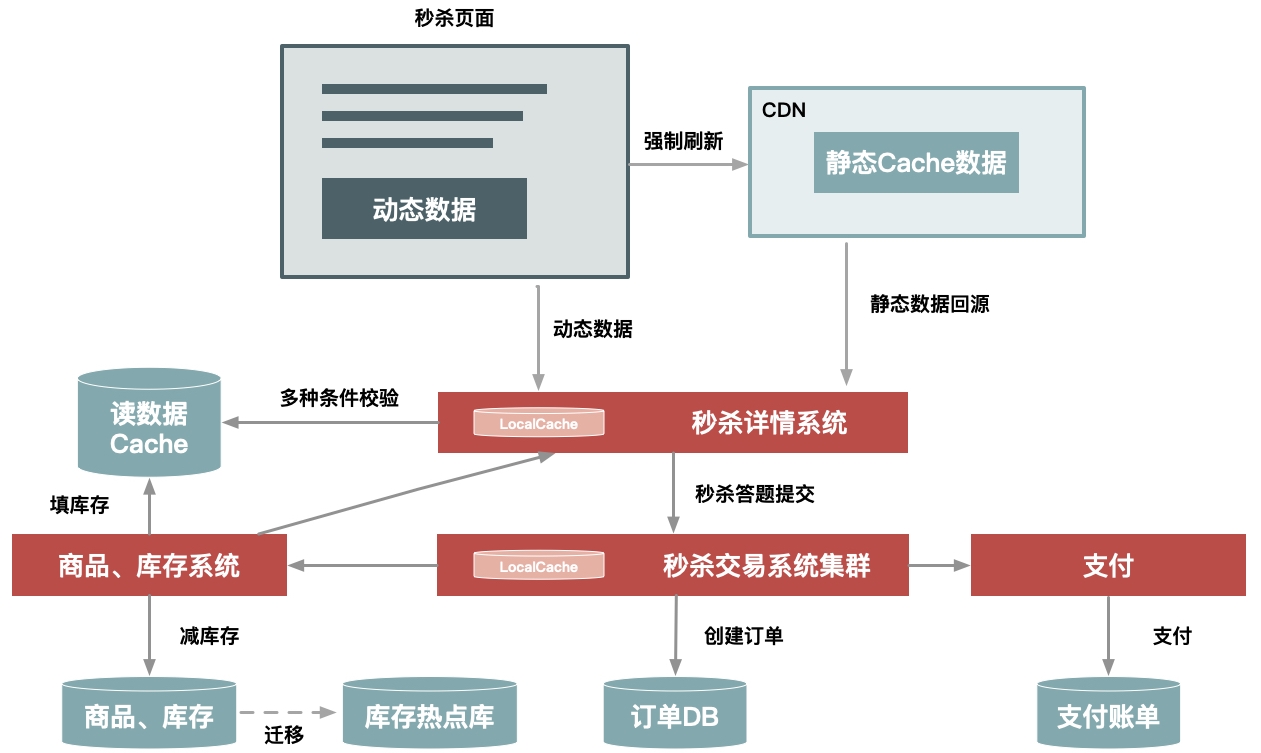 秒杀页面
CDN
强制刷新
静态Cache数据
动态数据
静态数据回源
动态数据
多种条件校验
读数据
Cache
LocalCache
秒杀详情系统
填库存
秒杀答题提交
商品、库存系统
LocalCache
秒杀交易系统集群
支付
减库存
创建订单
支付
商品、库存
迁移
库存热点库
订单DB
支付账单